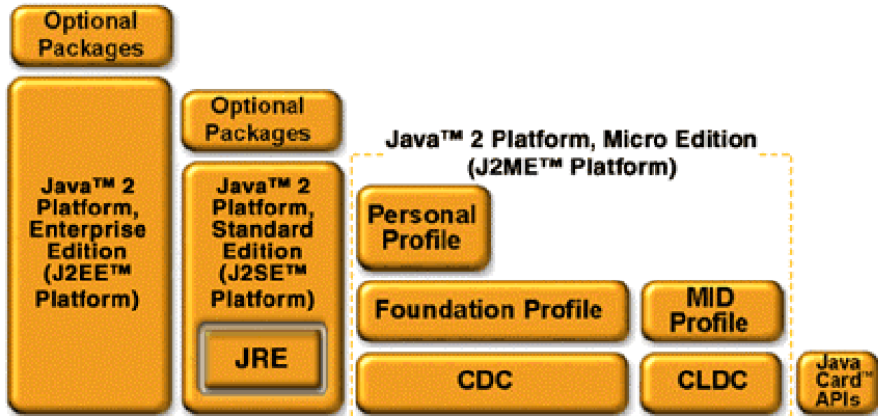 Optional
Packages
Java™ 2
Platform,
Enterprise
Edition
(J2EE™
Platform)
Optional
Packages
Java™ 2
Platform,
Standard
Edition
(J2SE™
Platform)
JRE
Java™ 2 Platform, Micro Edition
(J2ME™ Platform)
Personal
Profile
Foundation Profile
MID
Profile
CDC
CLDC
Java
Card™
APIs